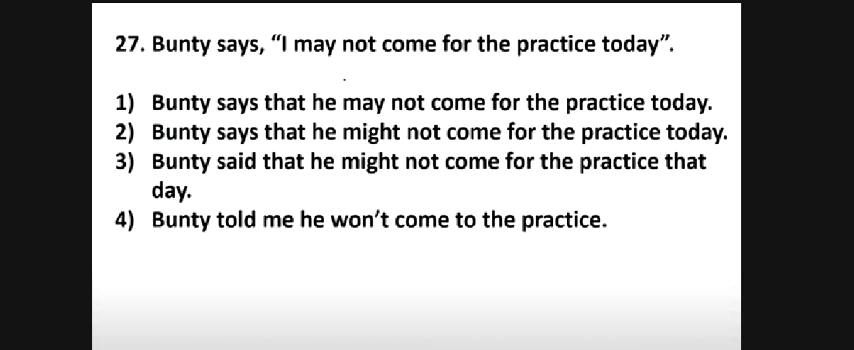 27. Bunty says, “I may not come for the practice today”.
1) Bunty says that he may not come for the practice today.
2) Bunty says that he might not come for the practice today.
3) Bunty said that he might not come for the practice that
day.
4) Bunty told me he won’t come to the practice.